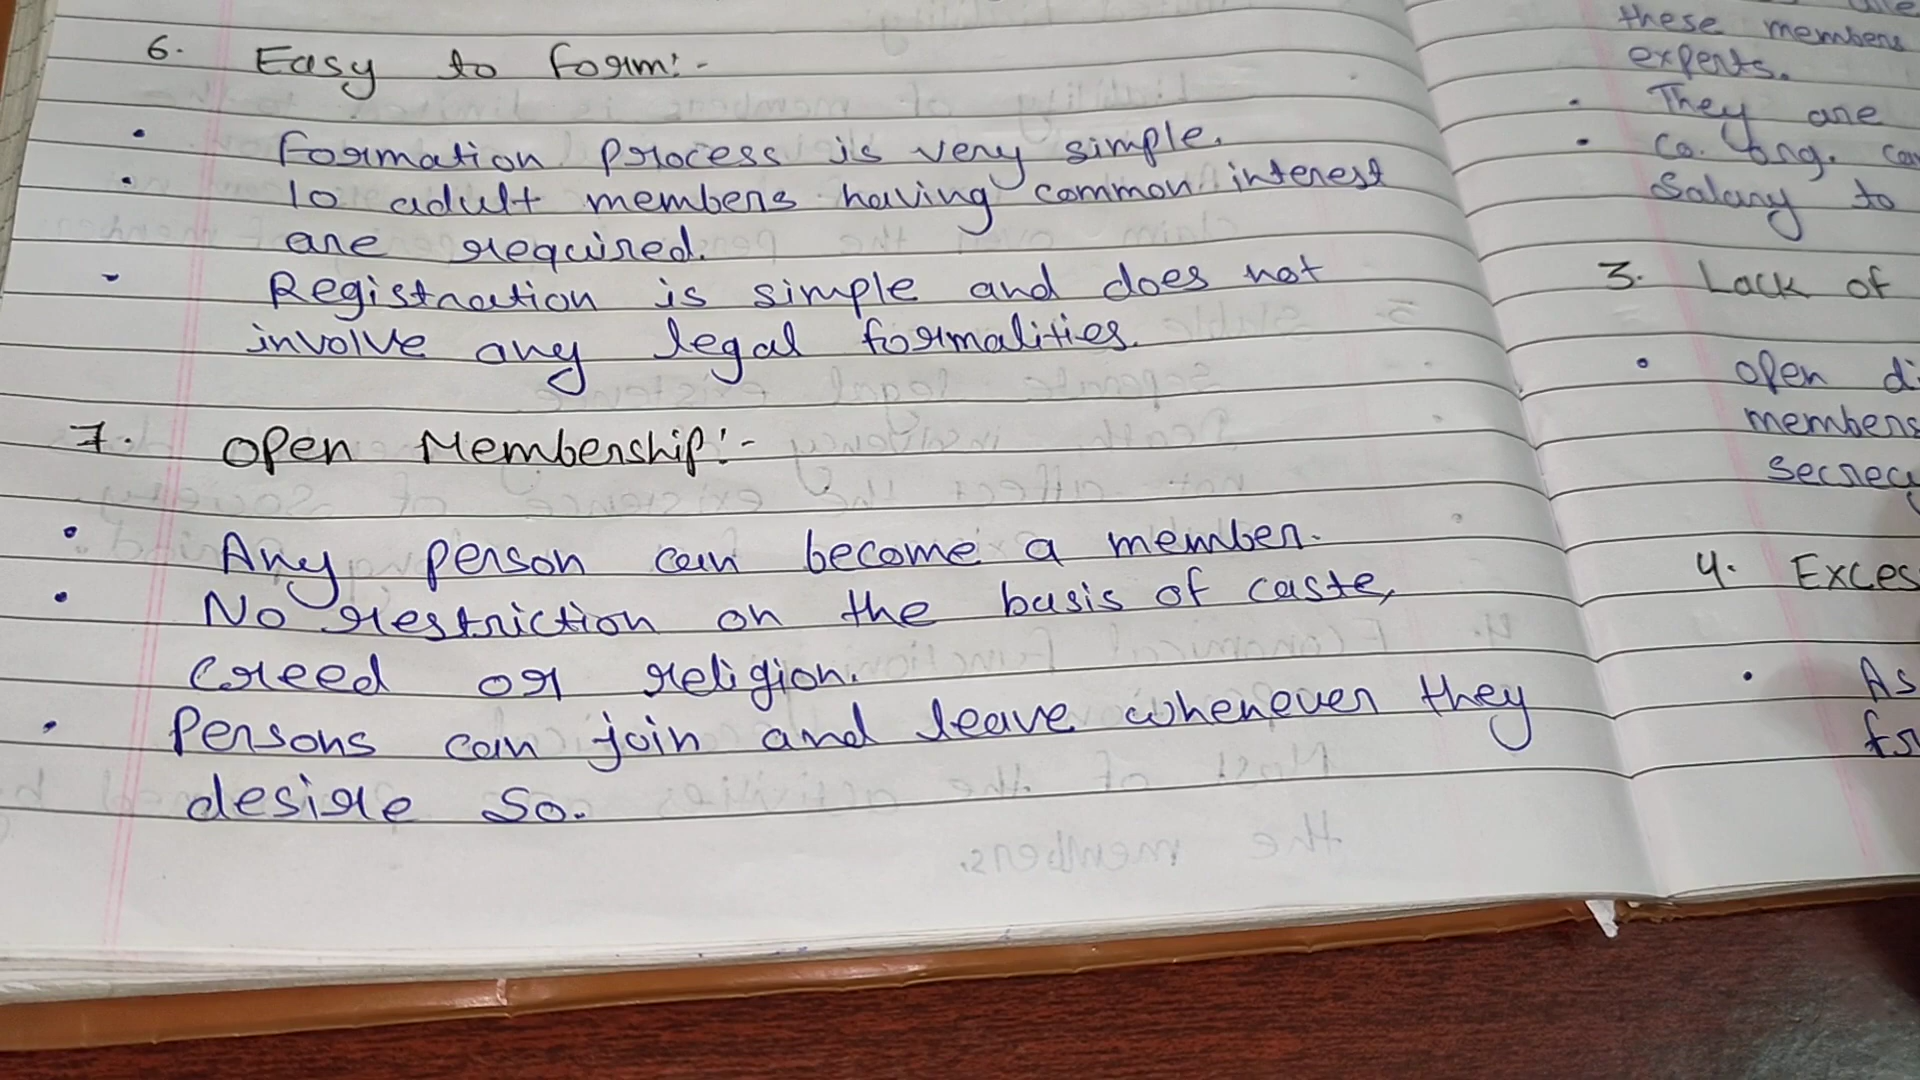 6. Easy to form:-
• Formation process is very simple.
• 10 adult members having common interest
are required.
- Registration is simple and does not
involve any legal formalities.
7. Open Membership:-
• Any person can become a member.
• No restriction on the basis of caste,
creed or religion.
• Persons can join and leave whenever they
desire so.
these members
experts.
• They are
• Co. org. ca
Salary to
3. Lack of
• open di
members
secrecy
4. Exces
• As